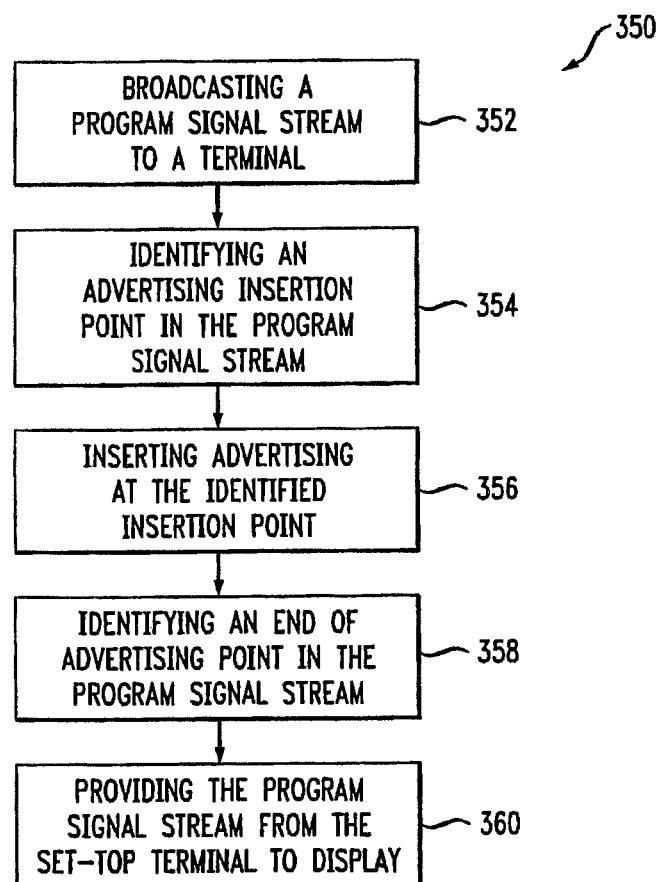 350
BROADCASTING A
PROGRAM SIGNAL STREAM
TO A TERMINAL
352
IDENTIFYING AN
ADVERTISING INSERTION
POINT IN THE PROGRAM
SIGNAL STREAM
354
INSERTING ADVERTISING
AT THE IDENTIFIED
INSERTION POINT
356
IDENTIFYING AN END OF
ADVERTISING POINT IN THE
PROGRAM SIGNAL STREAM
358
PROVIDING THE PROGRAM
SIGNAL STREAM FROM THE
SET-TOP TERMINAL TO DISPLAY
360